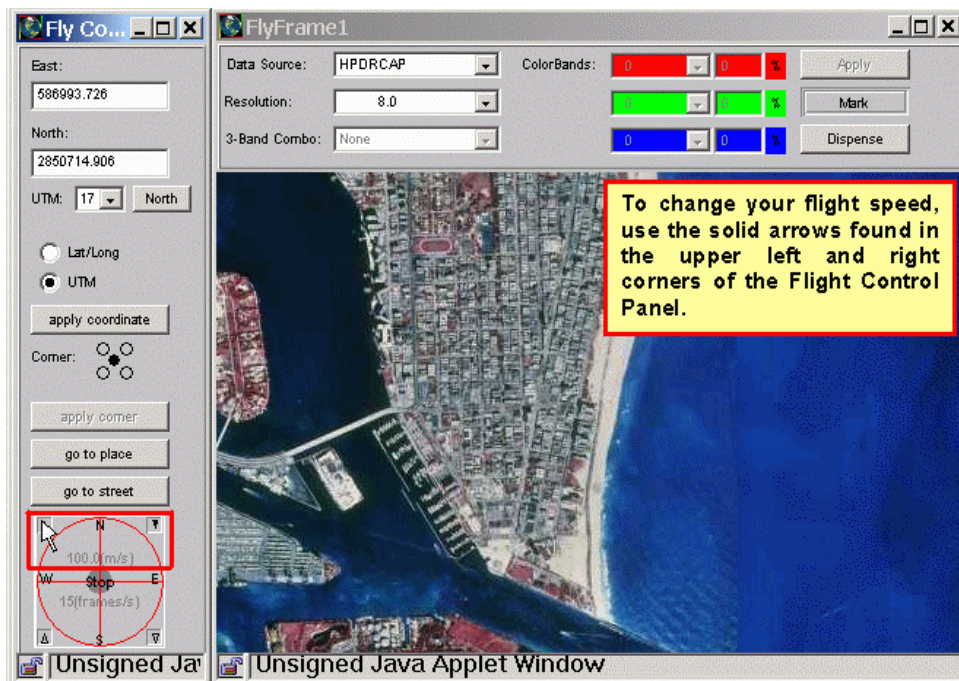 Fly Co...
East:
586993.726
North:
2850714.906
UTM: 17 North
Lat/Long
UTM
apply coordinate
Corner:
apply corner
go to place
go to street
N
100.0(m/s)
W Stop E
15(frames/s)
S
Unsigned Jav
FlyFrame1
Data Source: HPDRCAP ColorBands: 0 0 % Apply
Resolution: 8.0 0 0 % Mark
3-Band Combo: None 0 0 % Dispense
To change your flight speed,
use the solid arrows found in
the upper left and right
corners of the Flight Control
Panel.
Unsigned Java Applet Window